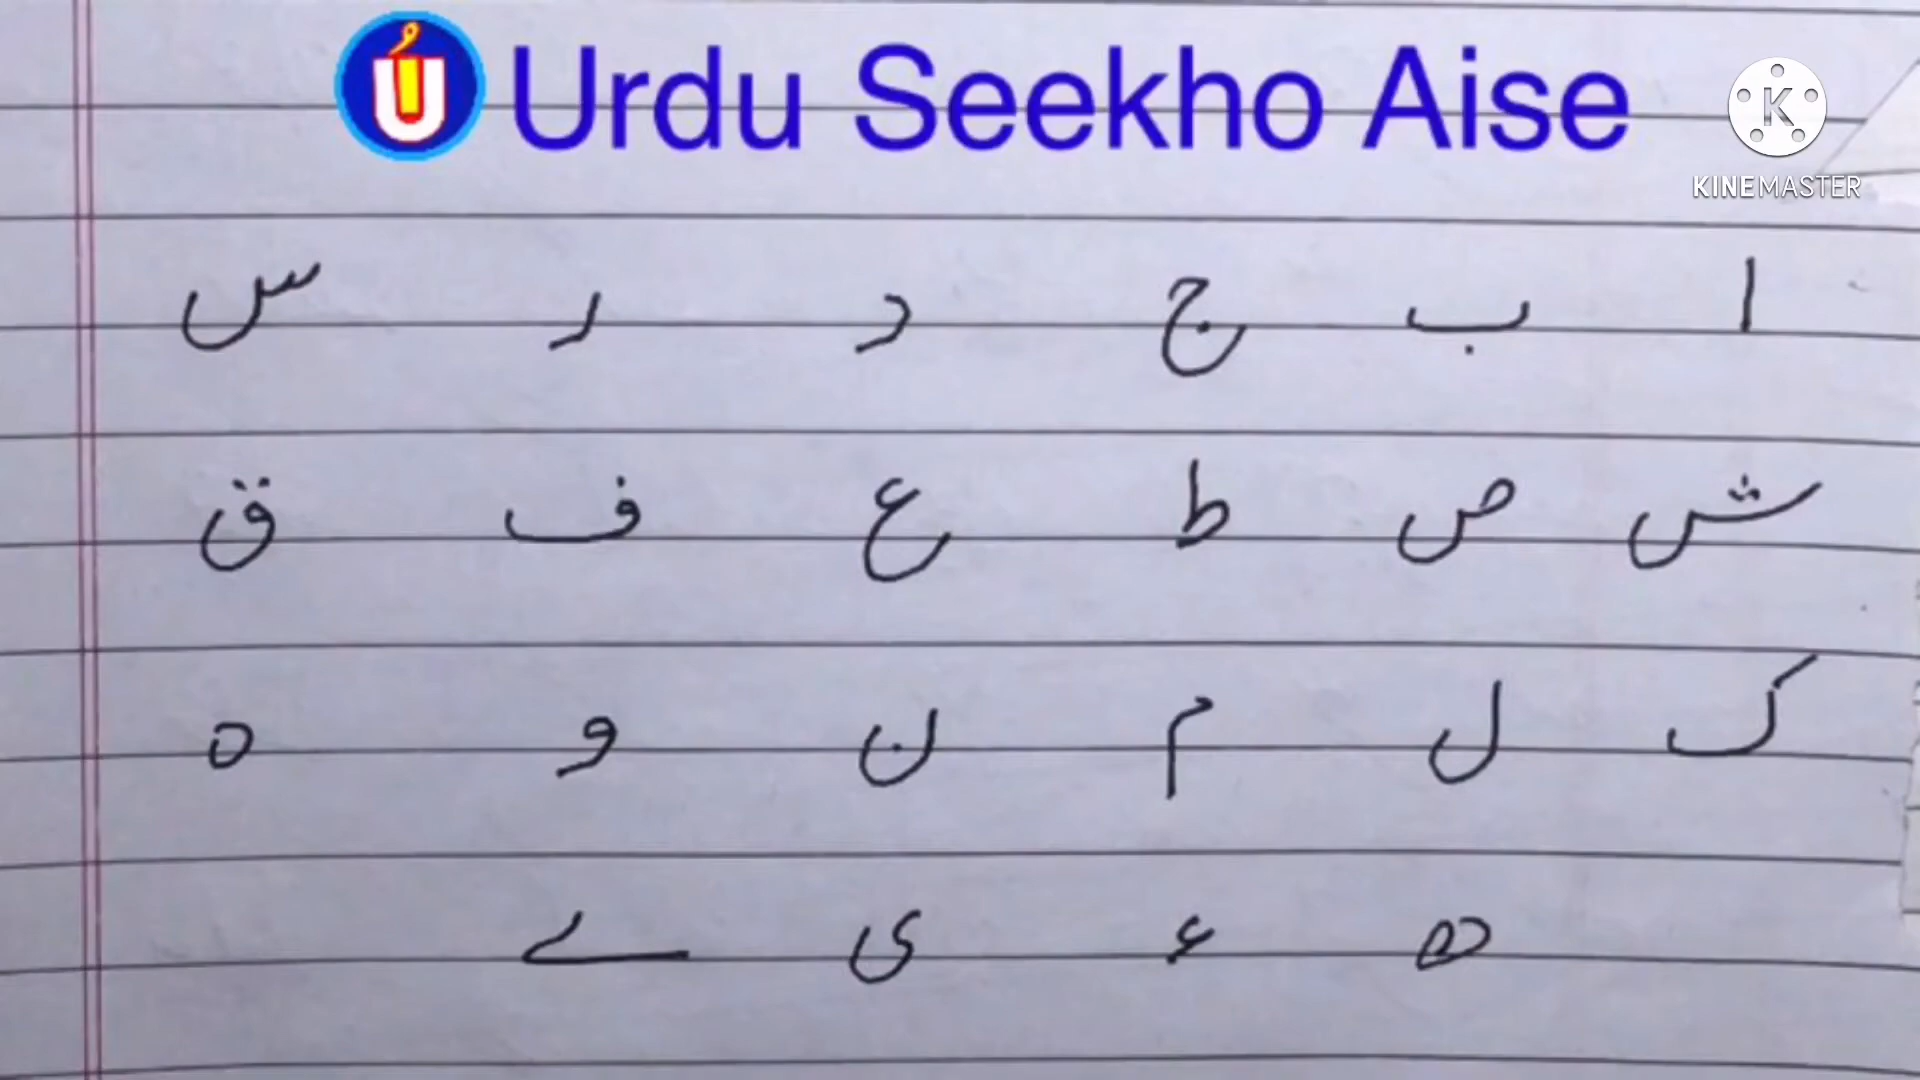 Urdu Seekho Aise
K
KINEMASTER
ا ب ج د ر س
ش ص ط ع ف ق
ک ل م ن و ہ
ھ ء ی ے